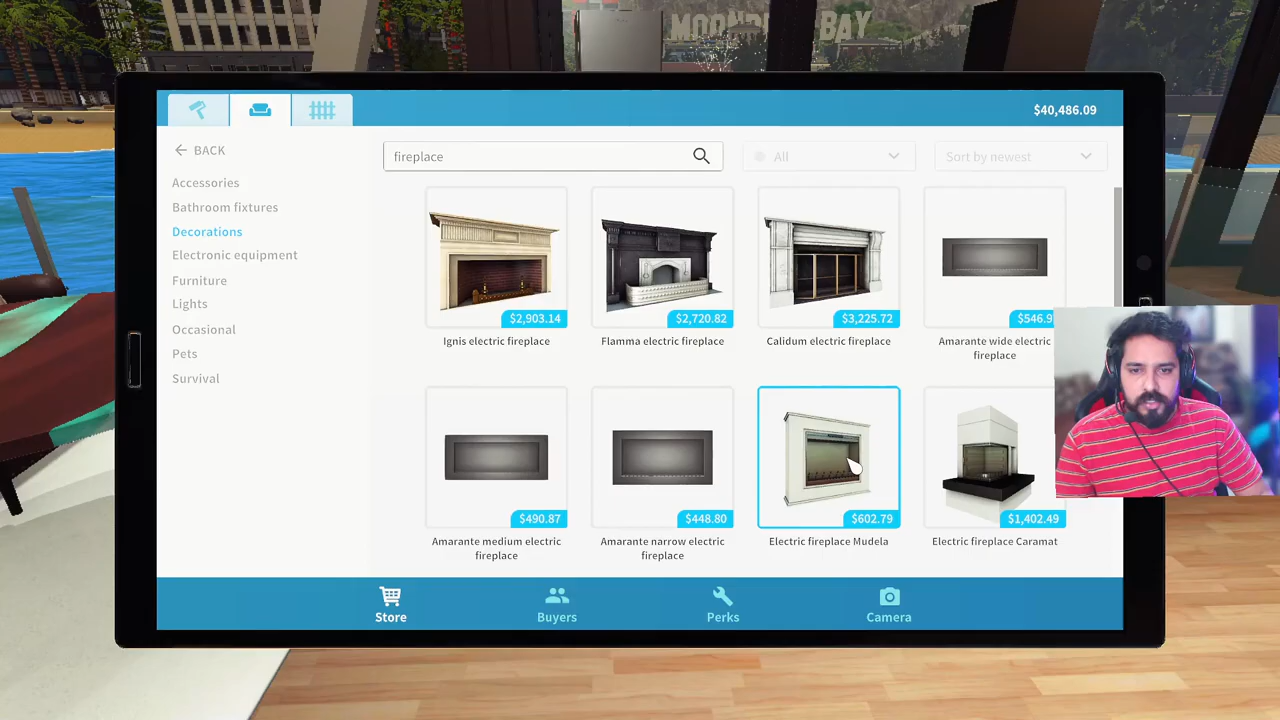 MOONRISE BAY
$40,486.09
BACK
fireplace
All
Sort by newest
Accessories
Bathroom fixtures
Decorations
Electronic equipment
Furniture
Lights
Occasional
Pets
Survival
$2,903.14
$2,720.82
$3,225.72
$546.9
Ignis electric fireplace
Flamma electric fireplace
Calidum electric fireplace
Amarante wide electric
fireplace
$490.87
$448.80
$602.79
$1,402.49
Amarante medium electric
fireplace
Amarante narrow electric
fireplace
Electric fireplace Mudela
Electric fireplace Caramat
Store
Buyers
Perks
Camera